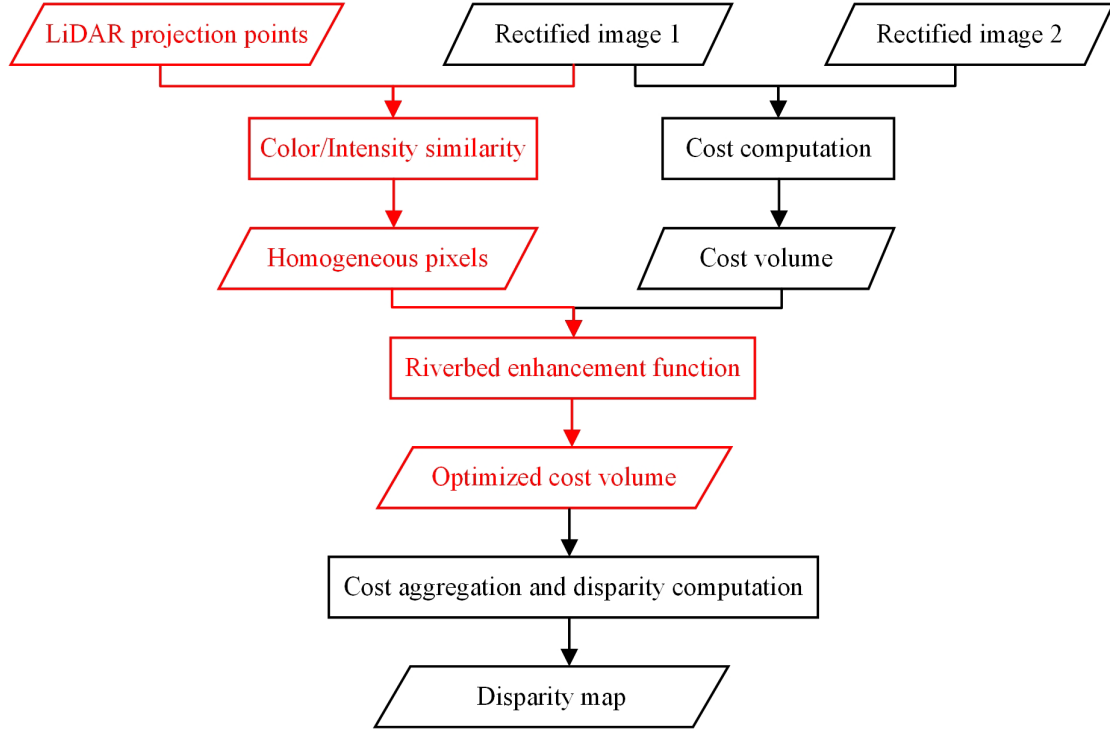 LiDAR projection points
Rectified image 1
Rectified image 2
Color/Intensity similarity
Cost computation
Homogeneous pixels
Cost volume
Riverbed enhancement function
Optimized cost volume
Cost aggregation and disparity computation
Disparity map